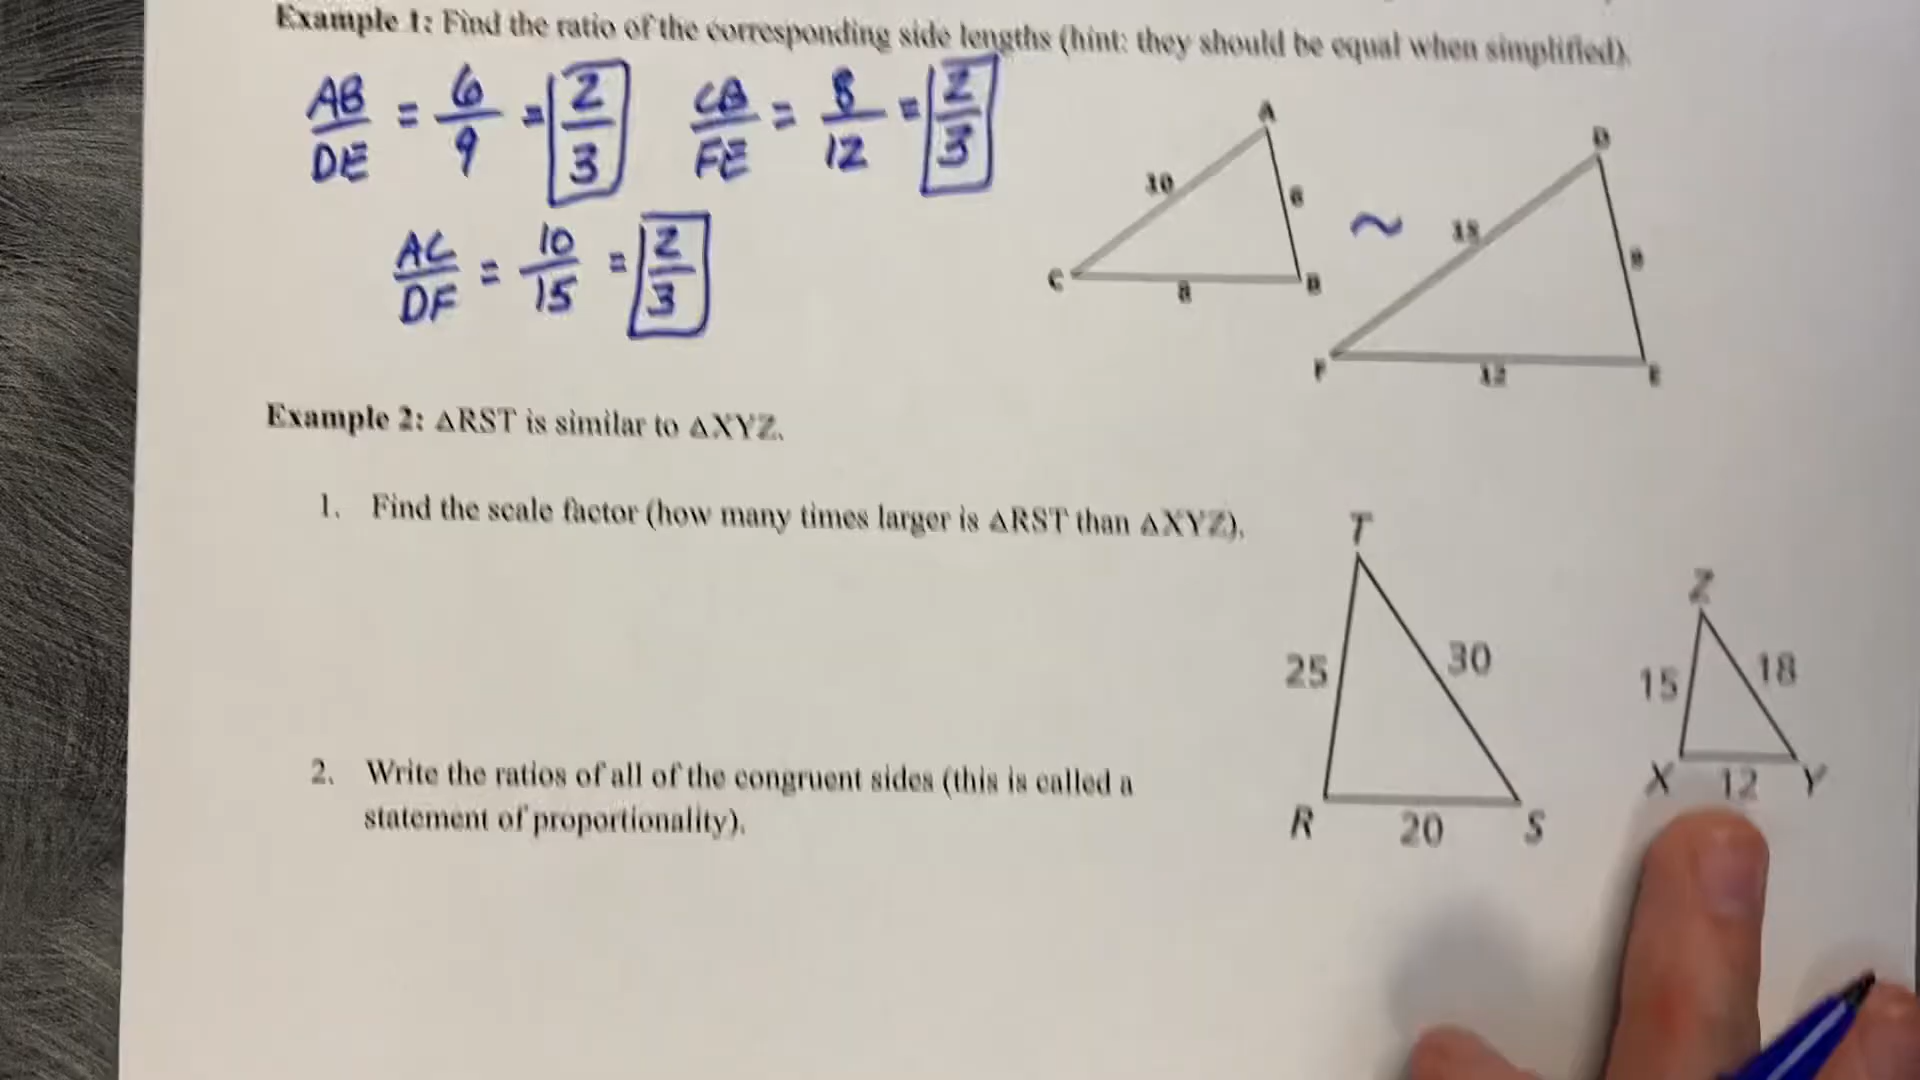 Example 1: Find the ratio of the corresponding side lengths (hint: they should be equal when simplified).
AB/DE = 6/9 = 2/3 CB/FE = 8/12 = 2/3
AC/DF = 10/15 = 2/3
A
10
6
C
8
B
~
D
15
9
F
12
E
Example 2: △RST is similar to △XYZ.
1. Find the scale factor (how many times larger is △RST than △XYZ).
T
25
30
R
20
S
Z
15
18
X
12
Y
2. Write the ratios of all of the congruent sides (this is called a
statement of proportionality).